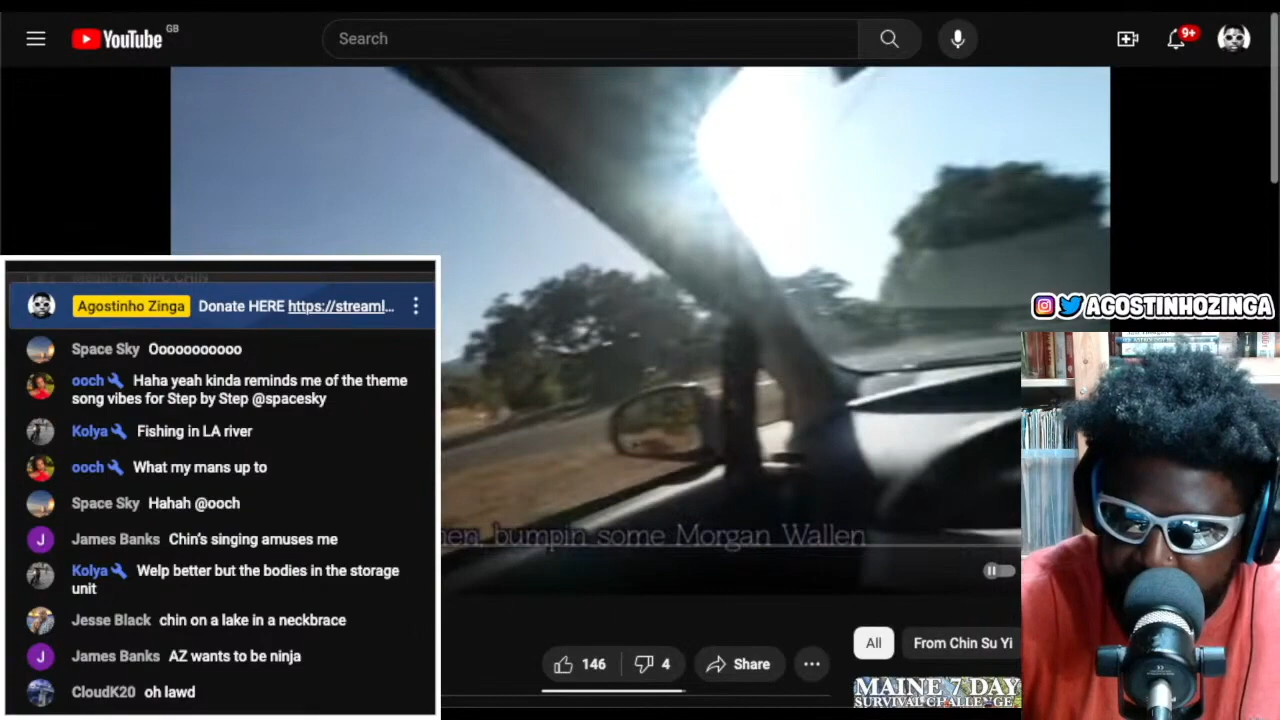 YouTube GB
Search
9+
Agostinho Zinga Donate HERE https://streaml...
Space Sky Ooooooooooo
ooch Haha yeah kinda reminds me of the theme
song vibes for Step by Step @spacesky
Kolya Fishing in LA river
ooch What my mans up to
Space Sky Hahah @ooch
J James Banks Chin's singing amuses me
Kolya Welp better but the bodies in the storage
unit
Jesse Black chin on a lake in a neckbrace
J James Banks AZ wants to be ninja
CloudK20 oh lawd
bumpin some Morgan Wallen
@AGOSTINHOZINGA
146
4
Share
All
From Chin Su Yi
MAINE 7 DAY
SURVIVAL CHALLENGE